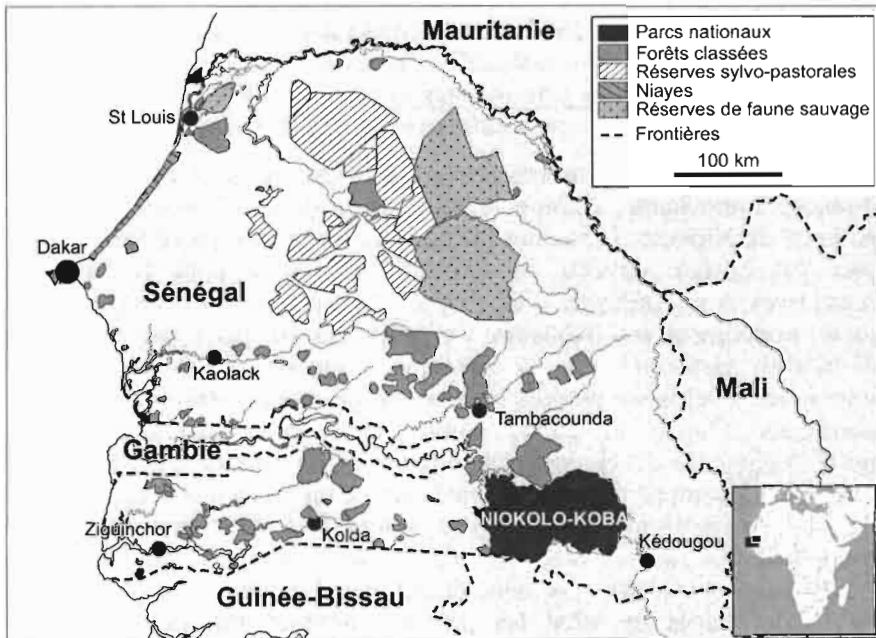 Mauritanie
Parcs nationaux
Forêts classées
Réserves sylvo-pastorales
Niayes
Réserves de faune sauvage
Frontières
100 km
St Louis
Dakar
Sénégal
Kaolack
Mali
Tambacounda
Gambie
NIOKOLO-KOBA
Ziguinchor
Kolda
Kédougou
Guinée-Bissau